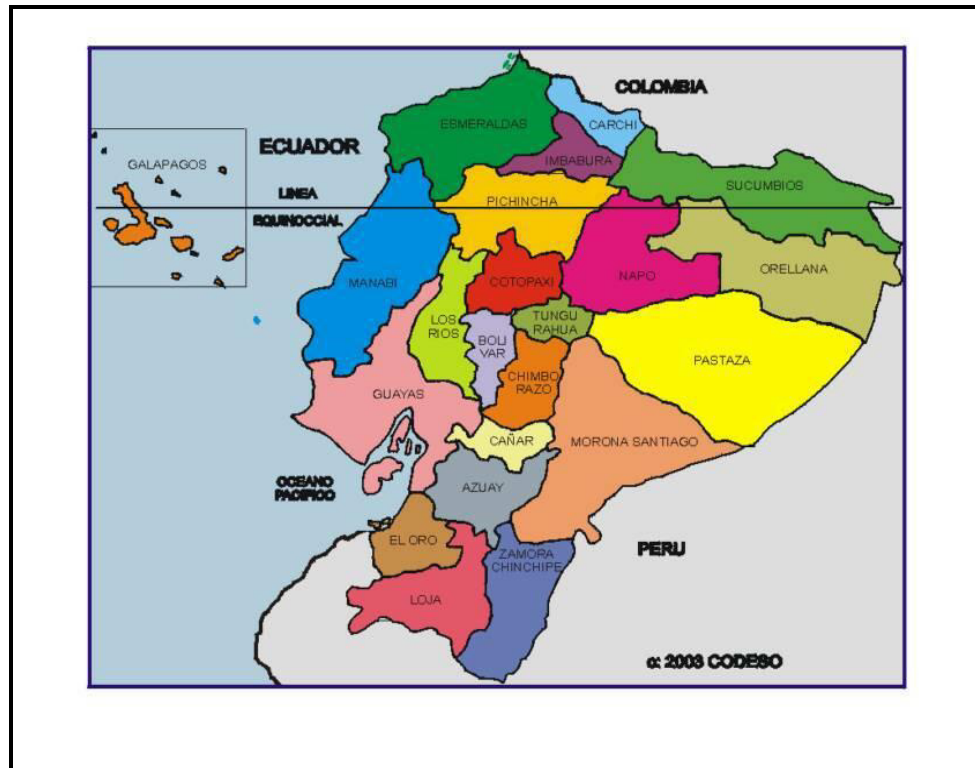 COLOMBIA
ESMERALDAS
CARCHI
ECUADOR
IMBABURA
GALAPAGOS
SUCUMBIOS
LINEA
EQUINOCCIAL
PICHINCHA
MANABI
COTOPAXI
NAPO
ORELLANA
LOS
RIOS
TUNGU
RAHUA
BOLI
VAR
PASTAZA
CHIMBO
RAZO
GUAYAS
CAÑAR
MORONA SANTIAGO
OCEANO
PACIFICO
AZUAY
EL ORO
PERU
ZAMORA
CHINCHIPE
LOJA
α: 2003 CODESO